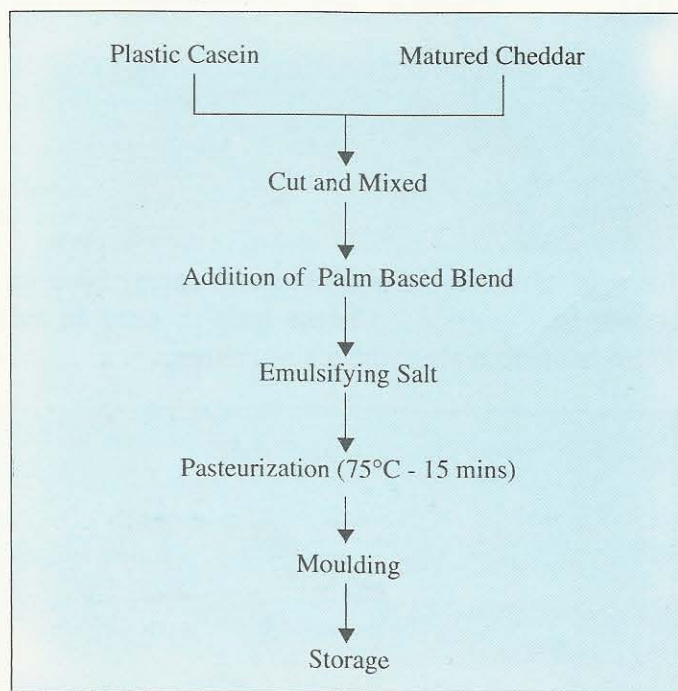 Plastic Casein
Matured Cheddar
Cut and Mixed
Addition of Palm Based Blend
Emulsifying Salt
Pasteurization (75°C - 15 mins)
Moulding
Storage